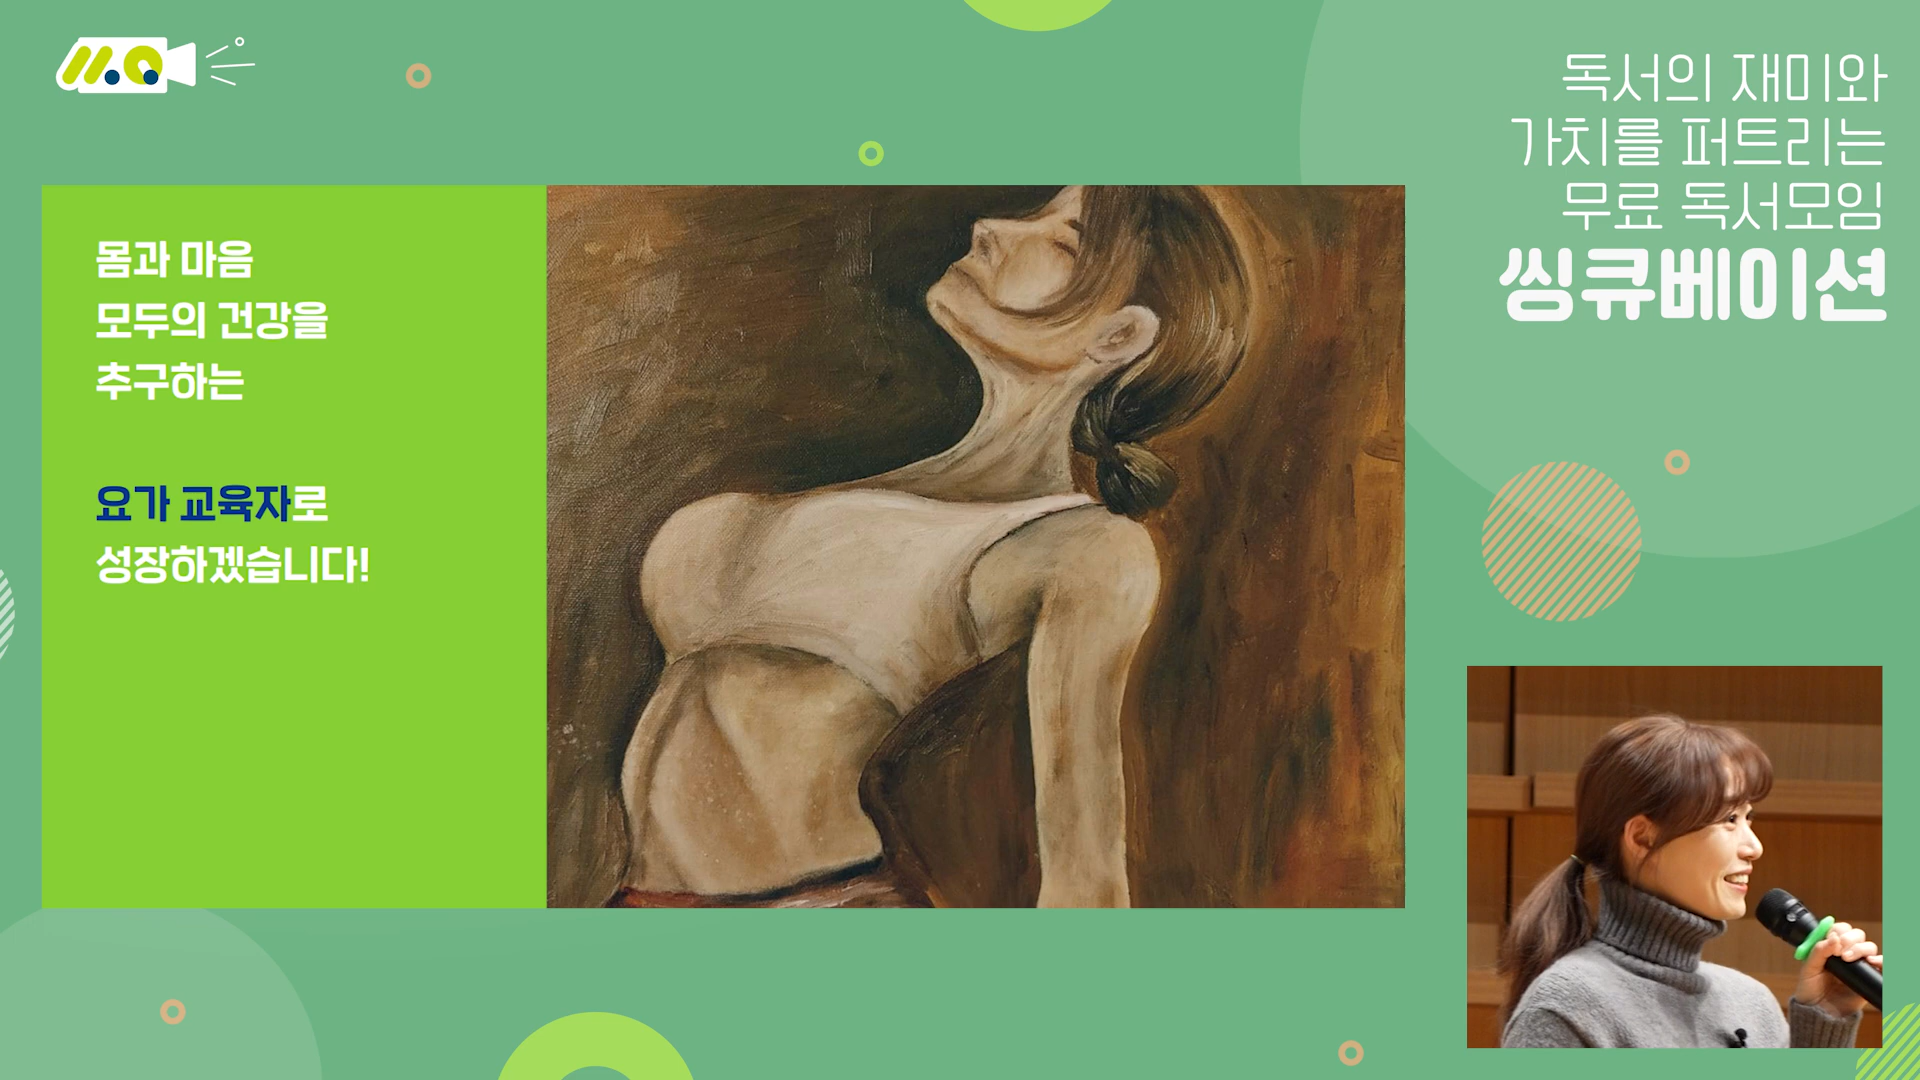 M.Q
독서의 재미와
가치를 퍼트리는
무료 독서모임
씽큐베이션
몸과 마음
모두의 건강을
추구하는
요가 교육자로
성장하겠습니다!